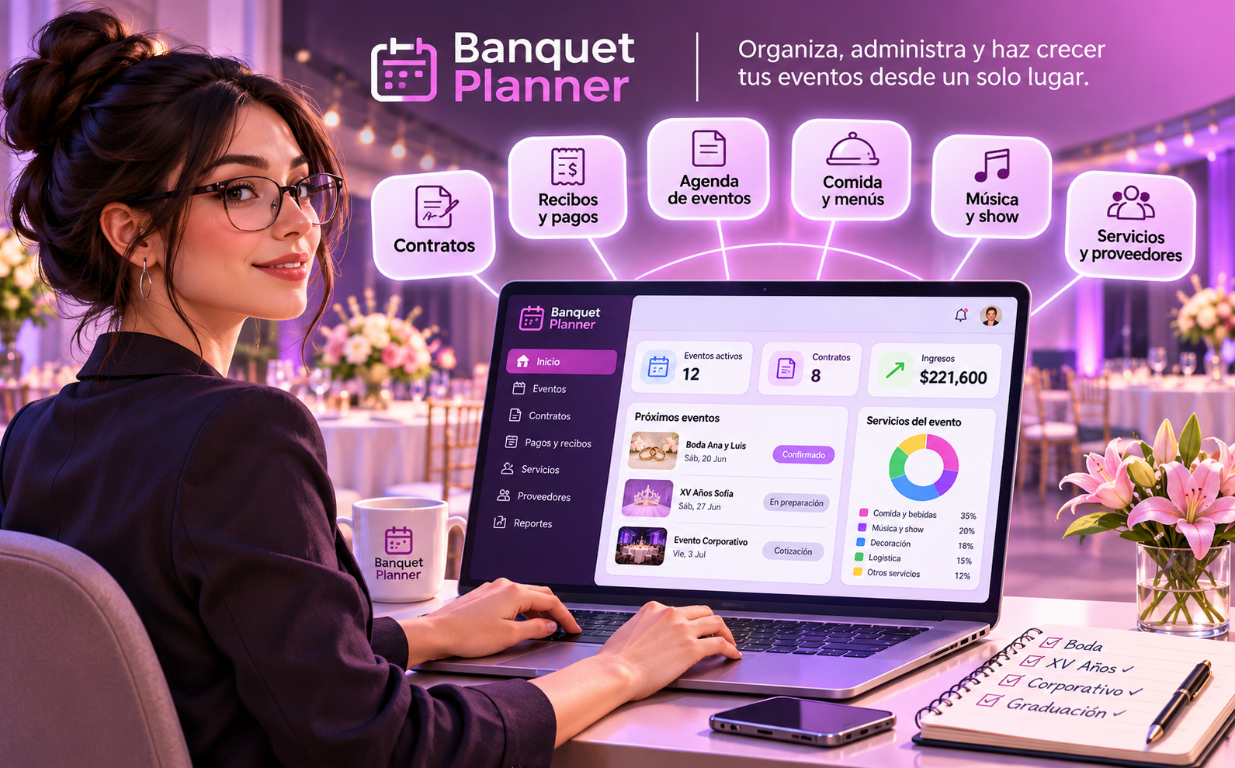 Banquet
Planner
Organiza, administra y haz crecer
tus eventos desde un solo lugar.
Contratos
Recibos
y pagos
Agenda
de eventos
Comida
y menús
Música
y show
Servicios
y proveedores
Banquet
Planner
Inicio
Eventos
Contratos
Pagos y recibos
Servicios
Proveedores
Reportes
Eventos activos
12
Contratos
8
Ingresos
$221,600
Próximos eventos
Boda Ana y Luis
Sáb, 20 Jun
Confirmado
XV Años Sofía
Sáb, 27 Jun
En preparación
Evento Corporativo
Vie, 3 Jul
Cotización
Servicios del evento
Comida y bebidas 35%
Música y show 20%
Decoración 18%
Logística 15%
Otros servicios 12%
Banquet
Planner
Boda
XV Años
Corporativo
Graduación